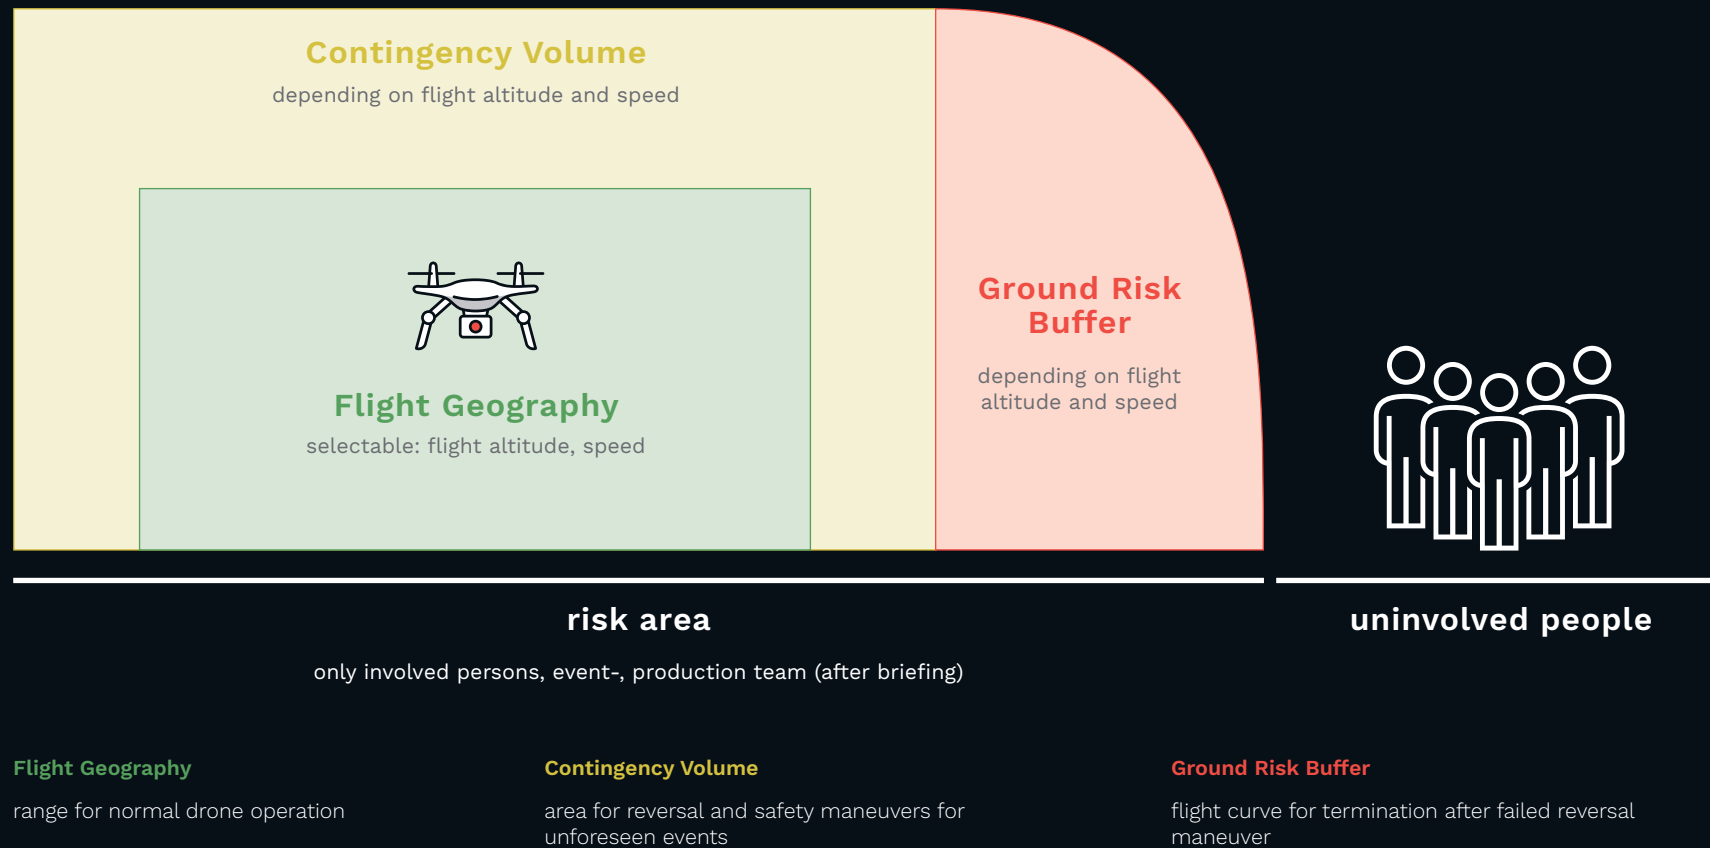 Contingency Volume
depending on flight altitude and speed
Flight Geography
selectable: flight altitude, speed
Ground Risk
Buffer
depending on flight
altitude and speed
risk area
only involved persons, event-, production team (after briefing)
uninvolved people
Flight Geography
range for normal drone operation
Contingency Volume
area for reversal and safety maneuvers for
unforeseen events
Ground Risk Buffer
flight curve for termination after failed reversal
maneuver